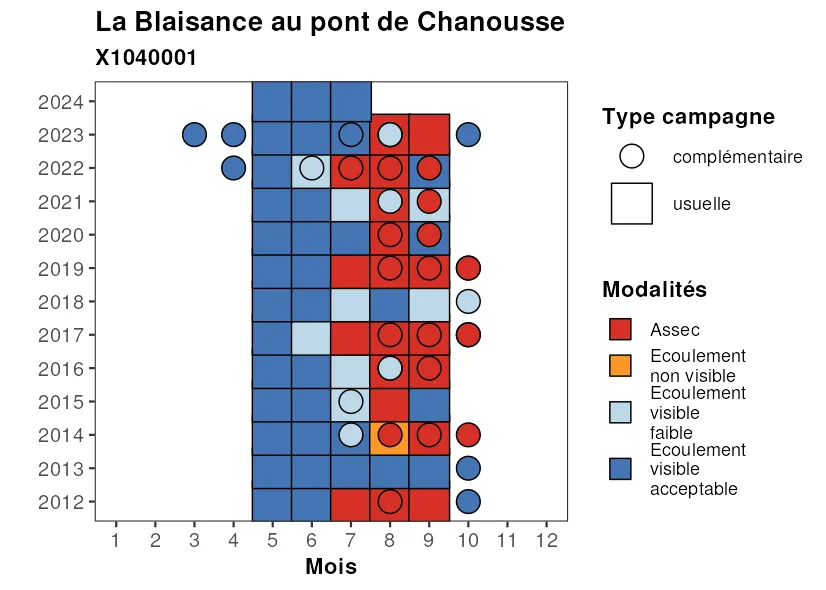 La Blaisance au pont de Chanousse
X1040001
2024
2023
2022
2021
2020
2019
2018
2017
2016
2015
2014
2013
2012
1 2 3 4 5 6 7 8 9 10 11 12
Mois
Type campagne
complémentaire
usuelle
Modalités
Assec
Ecoulement
non visible
Ecoulement
visible
faible
Ecoulement
visible
acceptable